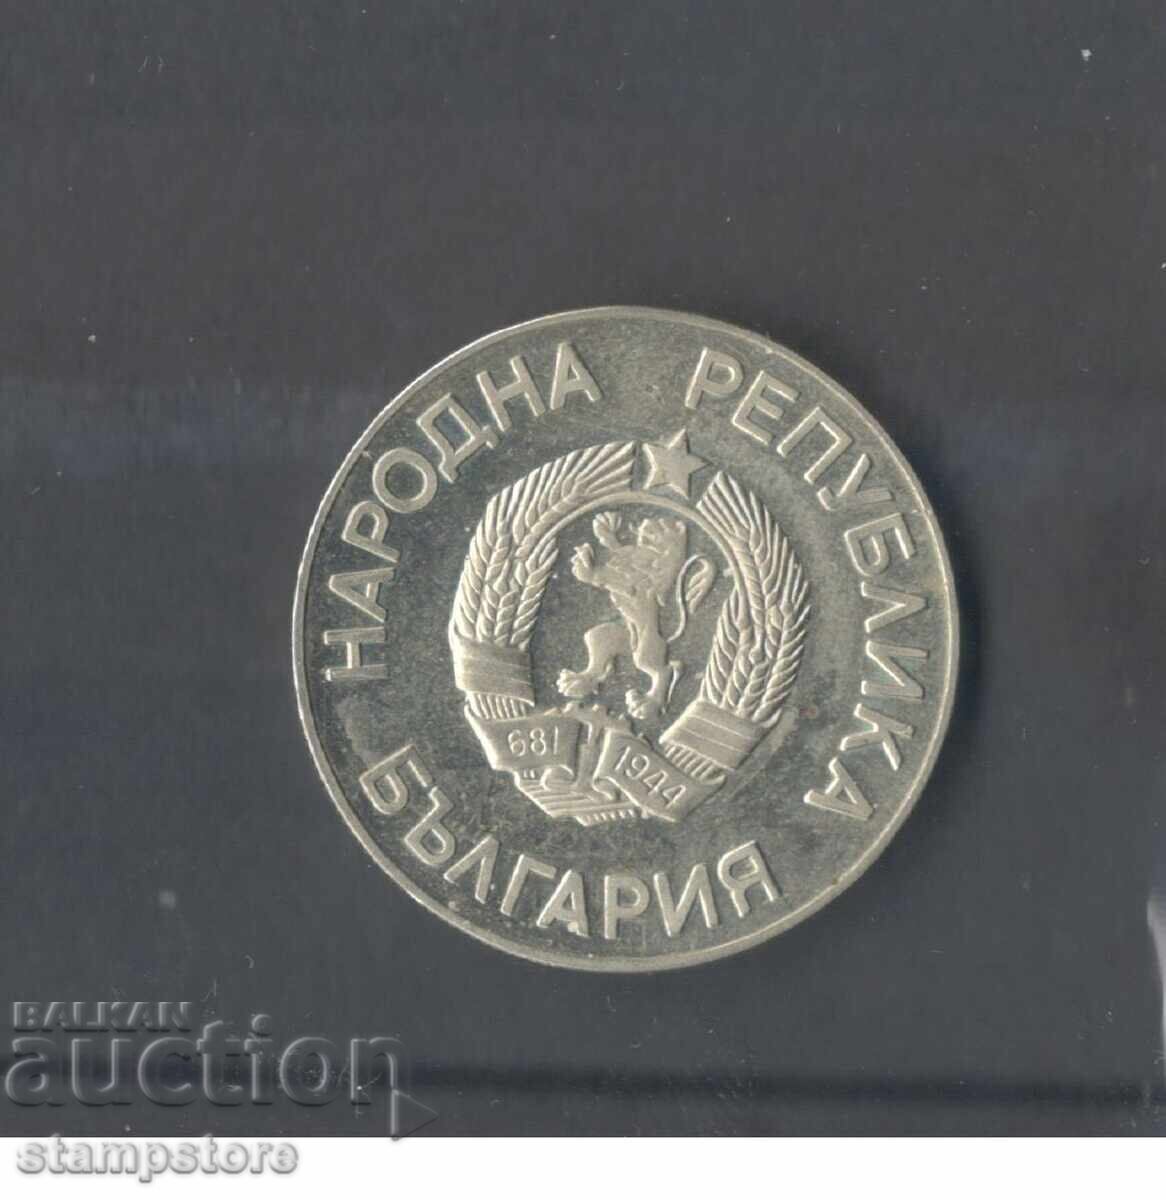 НАРОДНА РЕПУБЛИКА
БЪЛГАРИЯ
681 1944
BALKAN
auction
stampstore